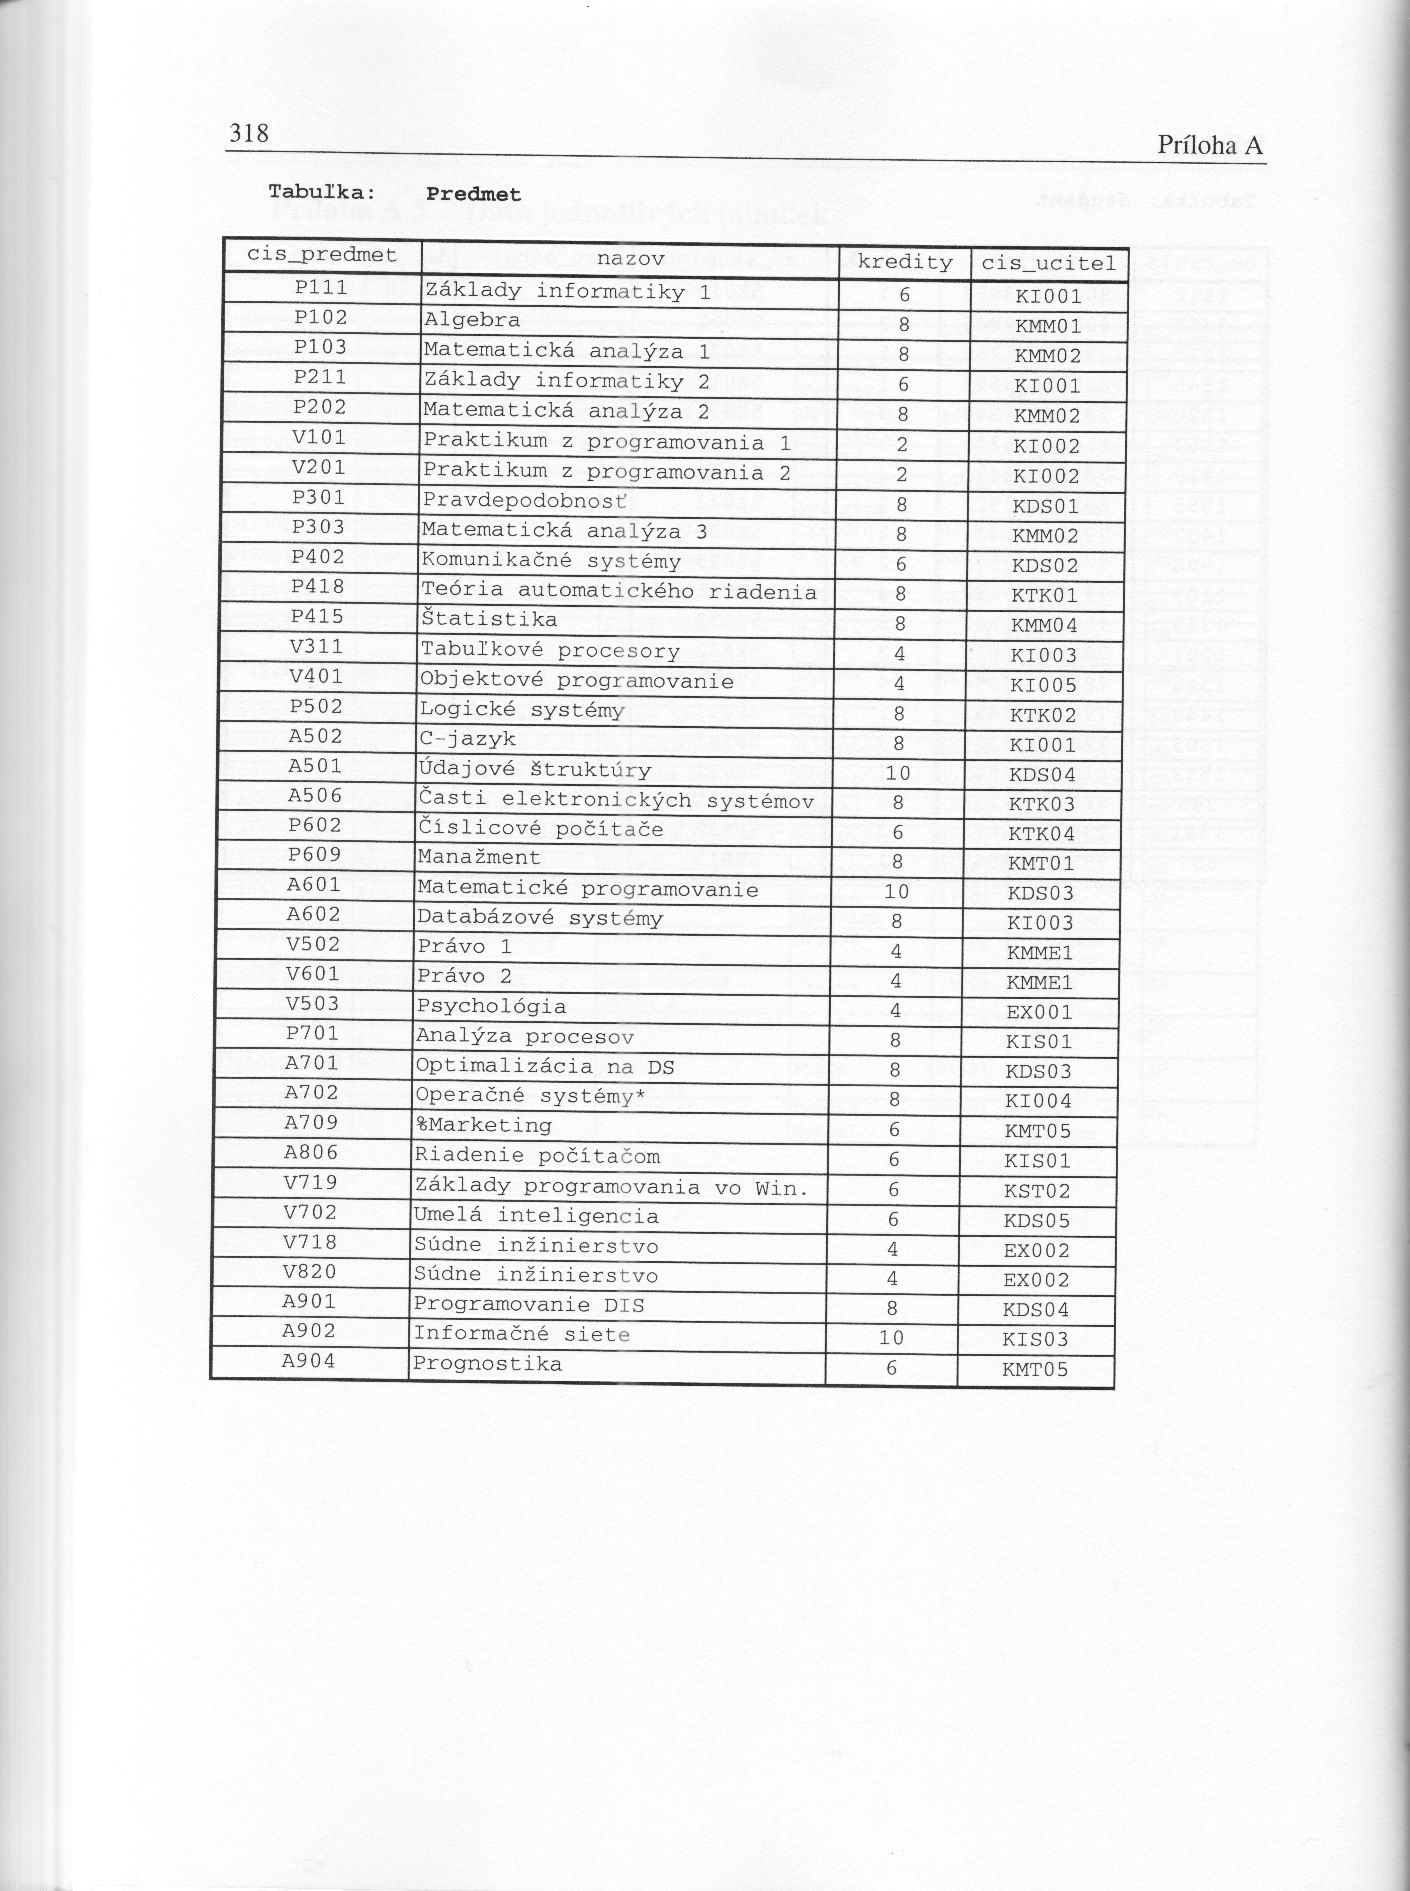 318
Príloha A
Tabuľka: Predmet
cis_predmet nazov kredity cis_ucitel
P111 Základy informatiky 1 6 KI001
P102 Algebra 8 KMM01
P103 Matematická analýza 1 8 KMM02
P211 Základy informatiky 2 6 KI001
P202 Matematická analýza 2 8 KMM02
V101 Praktikum z programovania 1 2 KI002
V201 Praktikum z programovania 2 2 KI002
P301 Pravdepodobnosť 8 KDS01
P303 Matematická analýza 3 8 KMM02
P402 Komunikačné systémy 6 KDS02
P418 Teória automatického riadenia 8 KTK01
P415 Štatistika 8 KMM04
V311 Tabuľkové procesory 4 KI003
V401 Objektové programovanie 4 KI005
P502 Logické systémy 8 KTK02
A502 C-jazyk 8 KI001
A501 Údajové štruktúry 10 KDS04
A506 Časti elektronických systémov 8 KTK03
P602 Číslicové počítače 6 KTK04
P609 Manažment 8 KMT01
A601 Matematické programovanie 10 KDS03
A602 Databázové systémy 8 KI003
V502 Právo 1 4 KMME1
V601 Právo 2 4 KMME1
V503 Psychológia 4 EX001
P701 Analýza procesov 8 KIS01
A701 Optimalizácia na DS 8 KDS03
A702 Operačné systémy* 8 KI004
A709 %Marketing 6 KMT05
A806 Riadenie počítačom 6 KIS01
V719 Základy programovania vo Win. 6 KST02
V702 Umelá inteligencia 6 KDS05
V718 Súdne inžinierstvo 4 EX002
V820 Súdne inžinierstvo 4 EX002
A901 Programovanie DIS 8 KDS04
A902 Informačné siete 10 KIS03
A904 Prognostika 6 KMT05